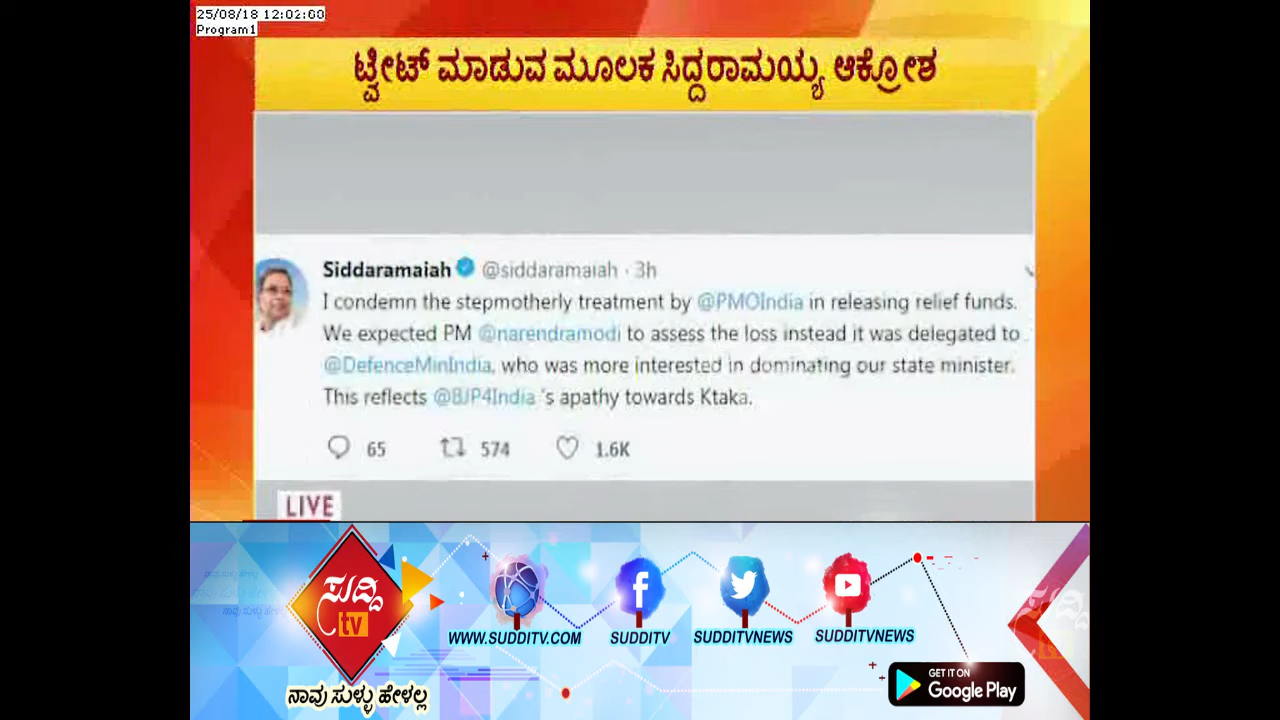 25/08/18 12:02:60
Program1
ಟ್ವೀಟ್ ಮಾಡುವ ಮೂಲಕ ಸಿದ್ದರಾಮಯ್ಯ ಆಕ್ರೋಶ
Siddaramaiah @siddaramaiah · 3h
I condemn the stepmotherly treatment by @PMOIndia in releasing relief funds.
We expected PM @narendramodi to assess the loss instead it was delegated to
@DefenceMinIndia, who was more interested in dominating our state minister.
This reflects @BJP4India 's apathy towards Ktaka.
65 574 1.6K
LIVE
ಸುದ್ದಿ
tv
WWW.SUDDITV.COM SUDDITV SUDDITVNEWS SUDDITVNEWS
ನಾವು ಸುಳ್ಳು ಹೇಳಲ್ಲ
GET IT ON
Google Play